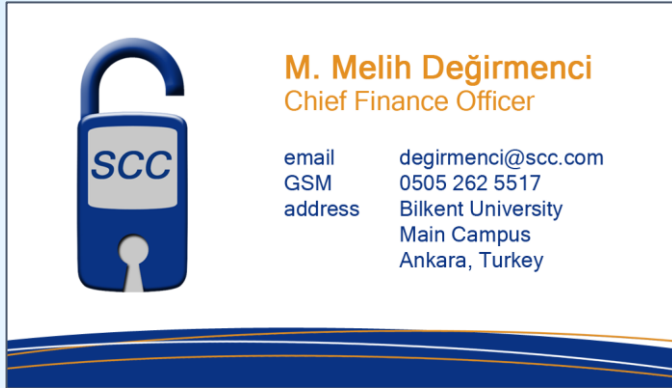 SCC
M. Melih Değirmenci
Chief Finance Officer
email degirmenci@scc.com
GSM 0505 262 5517
address Bilkent University
Main Campus
Ankara, Turkey